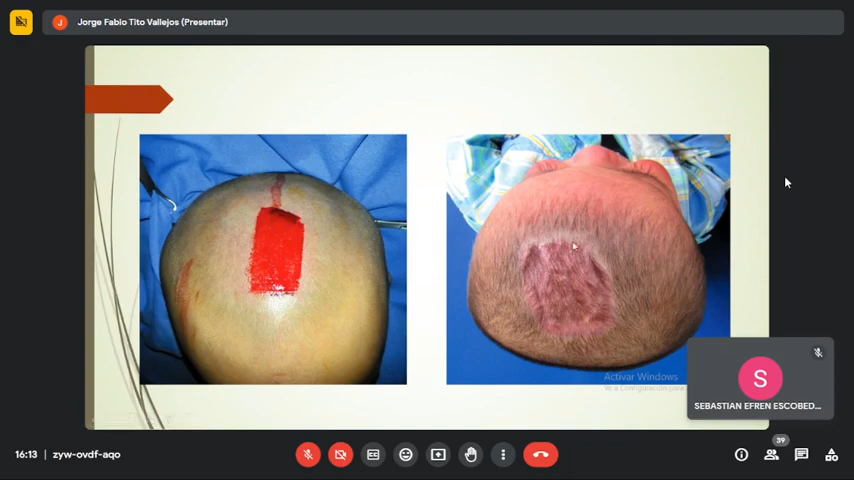 J
Jorge Fabio Tito Vallejos (Presentar)
Activar Windows
S
SEBASTIAN EFREN ESCOBED...
39
16:13 | zyw-ovdf-aqo